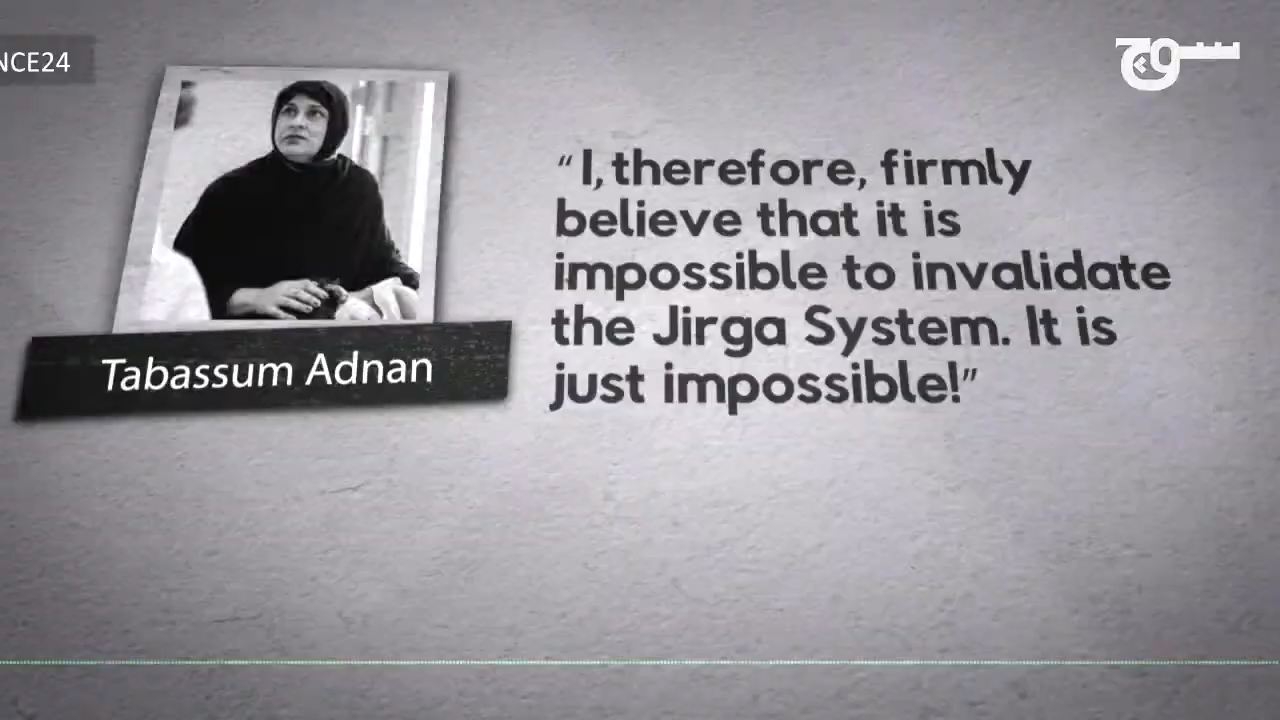 NCE24
سوچ
“I, therefore, firmly
believe that it is
impossible to invalidate
the Jirga System. It is
just impossible!”
Tabassum Adnan